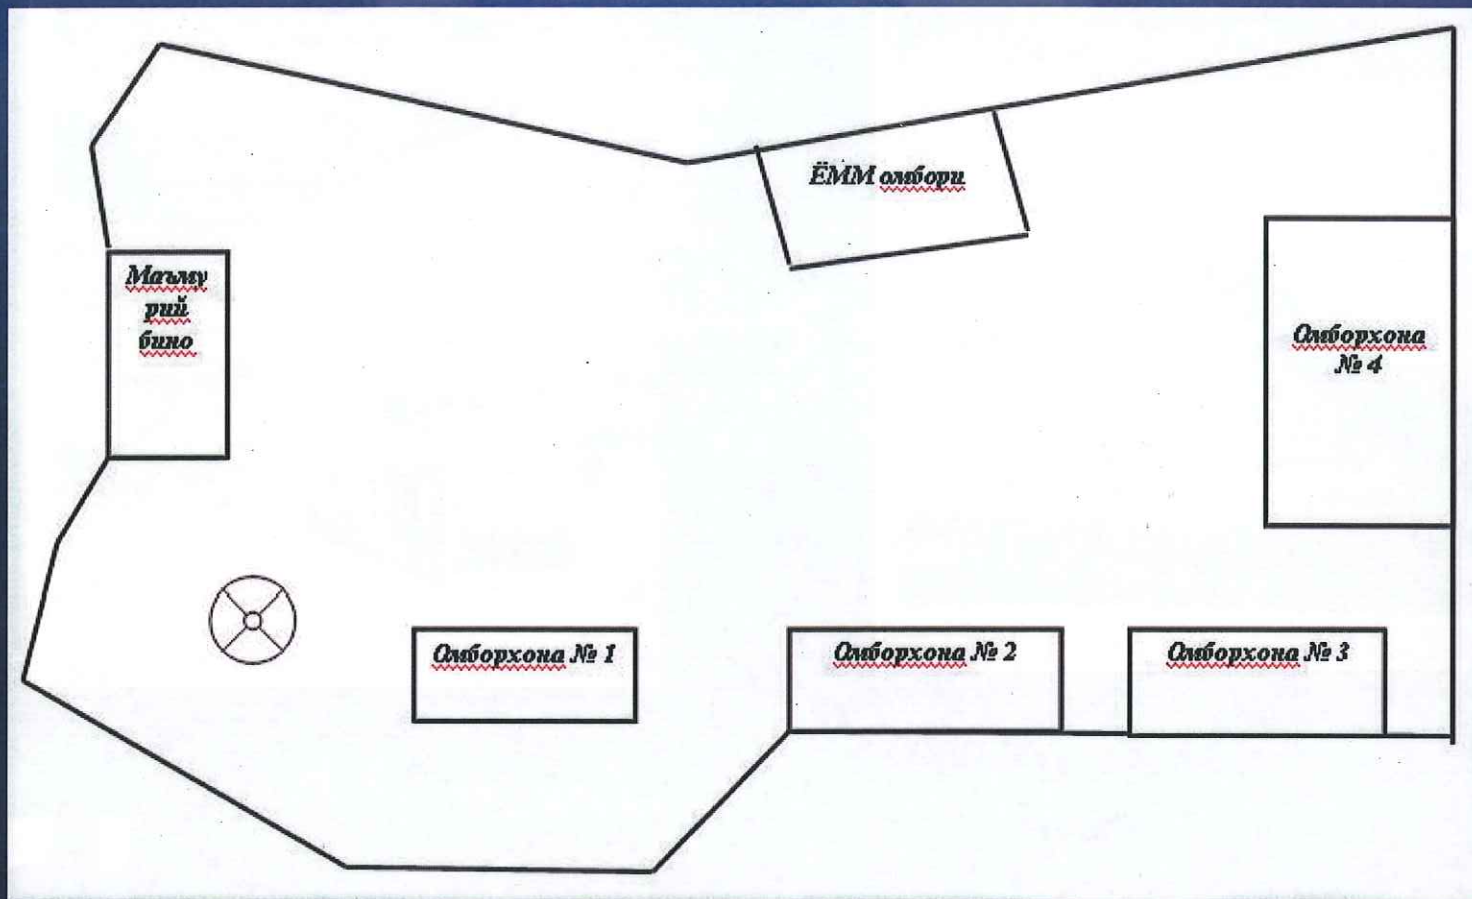 ЁММ омбори
Маъму
рий
бино
Омборхона
№ 4
Омборхона № 1
Омборхона № 2
Омборхона № 3